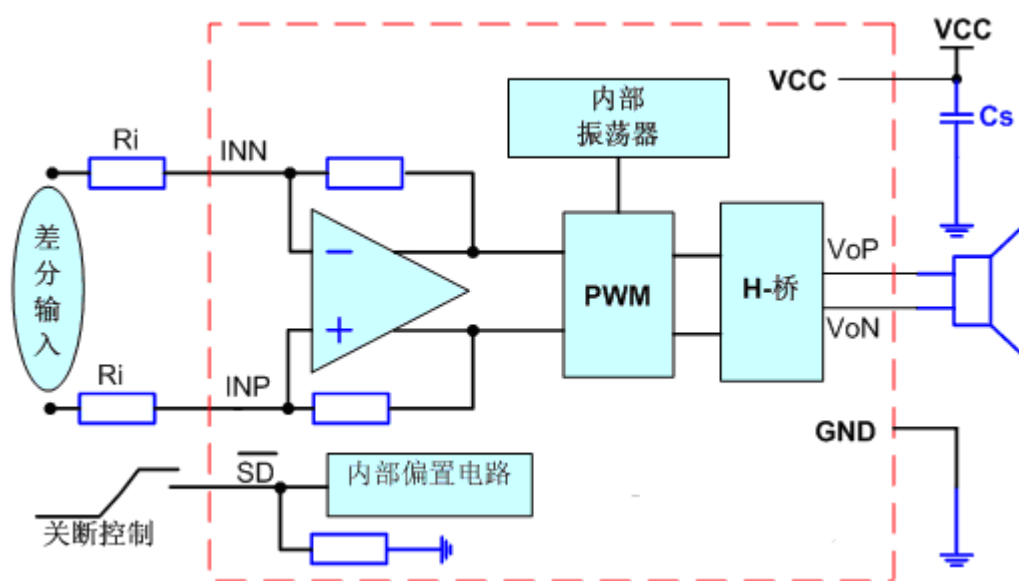 VCC
VCC
Cs
内部
振荡器
Ri
INN
差
分
输
入
−
+
PWM
H-桥
VoP
VoN
Ri
INP
GND
SD
内部偏置电路
关断控制